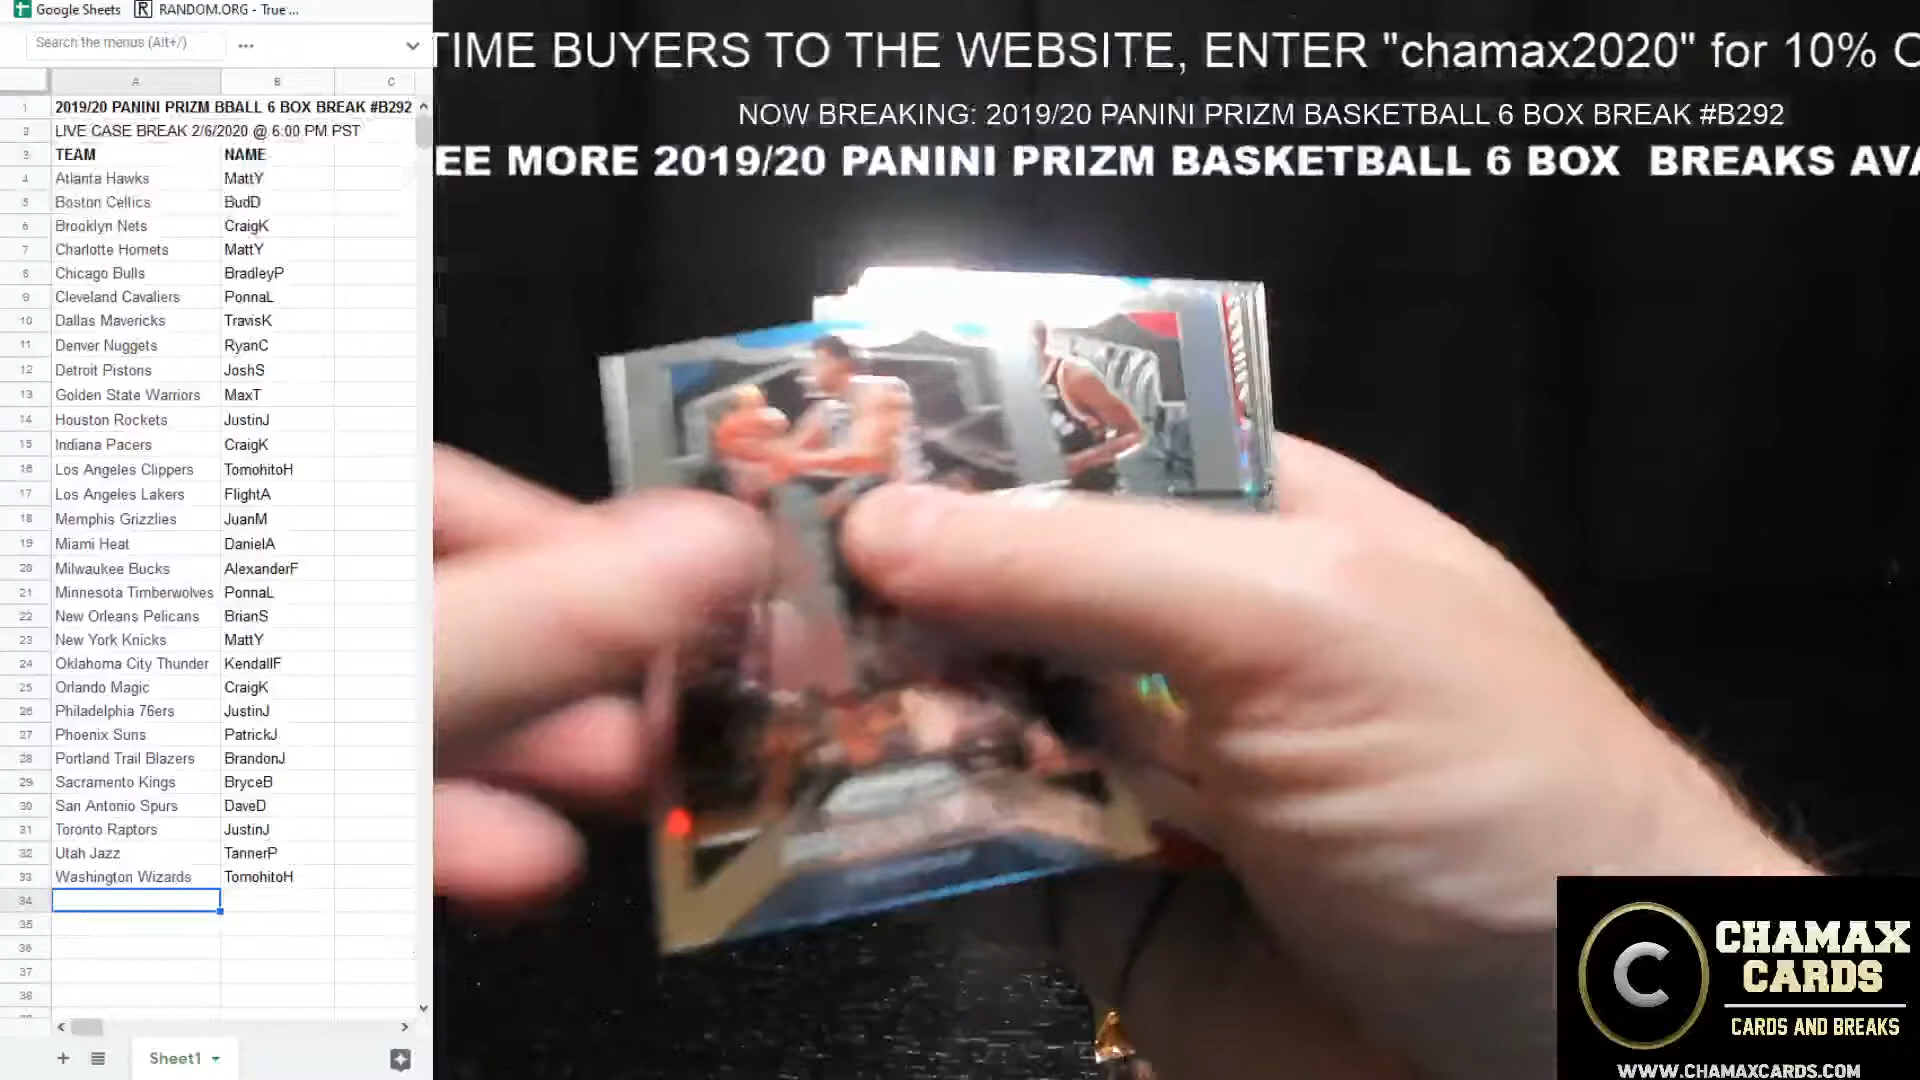 Google Sheets RANDOM.ORG - True ...
Search the menus (Alt+/)
A B C
1 2019/20 PANINI PRIZM BBALL 6 BOX BREAK #B292
2 LIVE CASE BREAK 2/6/2020 @ 6:00 PM PST
3 TEAM NAME
4 Atlanta Hawks MattY
5 Boston Celtics BudD
6 Brooklyn Nets CraigK
7 Charlotte Hornets MattY
8 Chicago Bulls BradleyP
9 Cleveland Cavaliers PonnaL
10 Dallas Mavericks TravisK
11 Denver Nuggets RyanC
12 Detroit Pistons JoshS
13 Golden State Warriors MaxT
14 Houston Rockets JustinJ
15 Indiana Pacers CraigK
16 Los Angeles Clippers TomohitoH
17 Los Angeles Lakers FlightA
18 Memphis Grizzlies JuanM
19 Miami Heat DanielA
20 Milwaukee Bucks AlexanderF
21 Minnesota Timberwolves PonnaL
22 New Orleans Pelicans BrianS
23 New York Knicks MattY
24 Oklahoma City Thunder KendallF
25 Orlando Magic CraigK
26 Philadelphia 76ers JustinJ
27 Phoenix Suns PatrickJ
28 Portland Trail Blazers BrandonJ
29 Sacramento Kings BryceB
30 San Antonio Spurs DaveD
31 Toronto Raptors JustinJ
32 Utah Jazz TannerP
33 Washington Wizards TomohitoH
34
35
36
37
38
Sheet1
TIME BUYERS TO THE WEBSITE, ENTER "chamax2020" for 10% O
NOW BREAKING: 2019/20 PANINI PRIZM BASKETBALL 6 BOX BREAK #B292
EE MORE 2019/20 PANINI PRIZM BASKETBALL 6 BOX BREAKS AVA
C
CHAMAX
CARDS
CARDS AND BREAKS
WWW.CHAMAXCARDS.COM